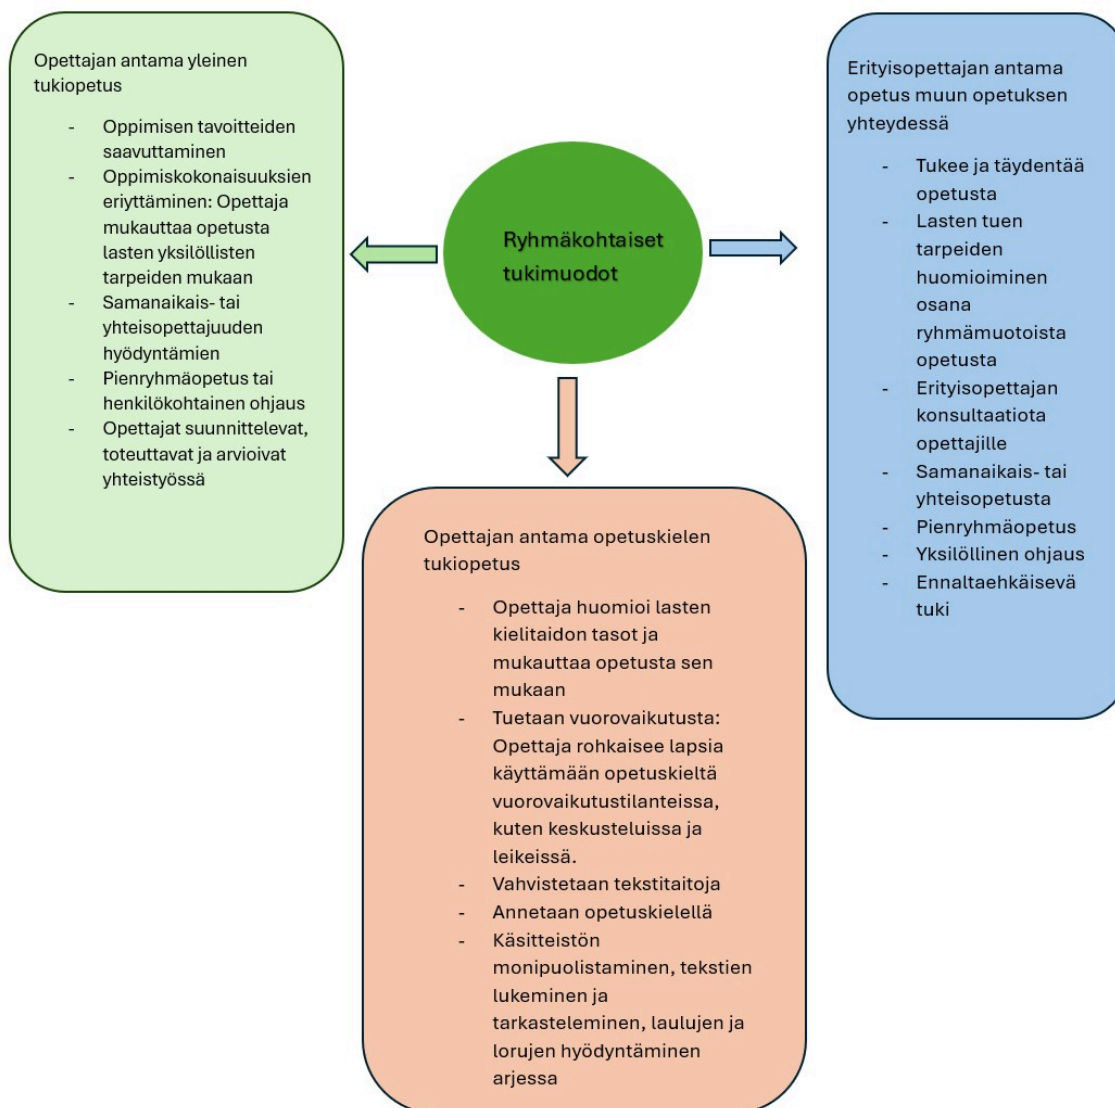 Opettajan antama yleinen
tukiopetus
- Oppimisen tavoitteiden
saavuttaminen
- Oppimiskokonaisuuksien
eriyttäminen: Opettaja
mukauttaa opetusta
lasten yksilöllisten
tarpeiden mukaan
- Samanaikais- tai
yhteisopettajuuden
hyödyntämien
- Pienryhmäopetus tai
henkilökohtainen ohjaus
- Opettajat suunnittelevat,
toteuttavat ja arvioivat
yhteistyössä
Ryhmäkohtaiset
tukimuodot
Erityisopettajan antama
opetus muun opetuksen
yhteydessä
- Tukee ja täydentää
opetusta
- Lasten tuen
tarpeiden
huomioiminen
osana
ryhmämuotoista
opetusta
- Erityisopettajan
konsultaatiota
opettajille
- Samanaikais- tai
yhteisopetusta
- Pienryhmäopetus
- Yksilöllinen ohjaus
- Ennaltaehkäisevä
tuki
Opettajan antama opetuskielen
tukiopetus
- Opettaja huomioi lasten
kielitaidon tasot ja
mukauttaa opetusta sen
mukaan
- Tuetaan vuorovaikutusta:
Opettaja rohkaisee lapsia
käyttämään opetuskieltä
vuorovaikutustilanteissa,
kuten keskusteluissa ja
leikeissä.
- Vahvistetaan tekstitaitoja
- Annetaan opetuskielellä
- Käsitteistön
monipuolistaminen, tekstien
lukeminen ja
tarkasteleminen, laulujen ja
lorujen hyödyntäminen
arjessa